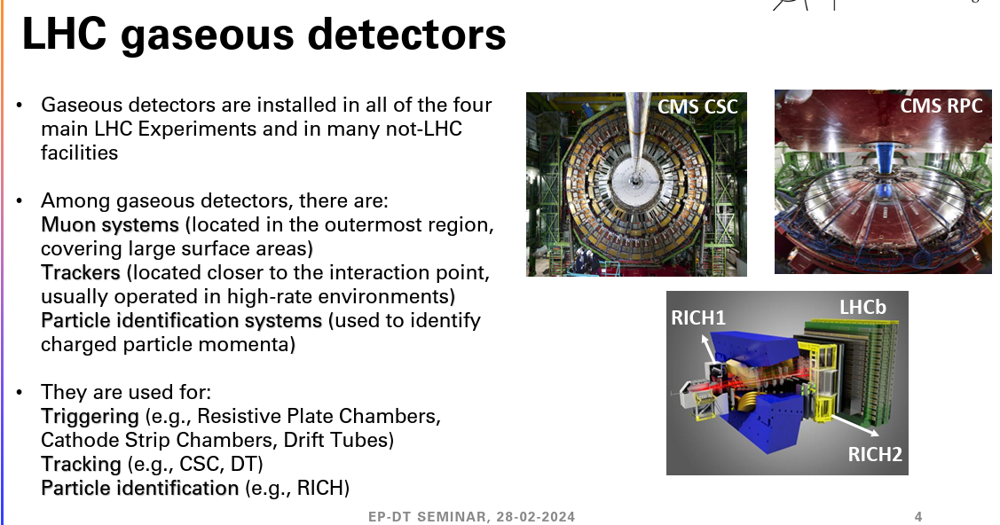 LHC gaseous detectors
• Gaseous detectors are installed in all of the four
main LHC Experiments and in many not-LHC
facilities
• Among gaseous detectors, there are:
Muon systems (located in the outermost region,
covering large surface areas)
Trackers (located closer to the interaction point,
usually operated in high-rate environments)
Particle identification systems (used to identify
charged particle momenta)
• They are used for:
Triggering (e.g., Resistive Plate Chambers,
Cathode Strip Chambers, Drift Tubes)
Tracking (e.g., CSC, DT)
Particle identification (e.g., RICH)
CMS CSC
CMS RPC
RICH1
LHCb
RICH2
EP-DT SEMINAR, 28-02-2024
4